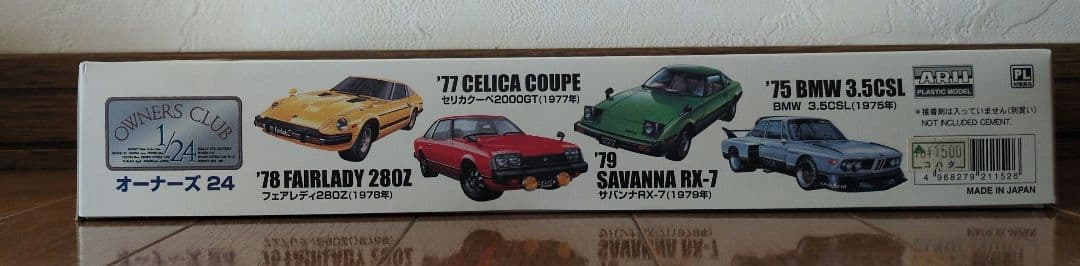 OWNERS CLUB
1/24
オーナーズ 24
'78 FAIRLADY 280Z
フェアレディ280Z(1978年)
'77 CELICA COUPE
セリカクーペ2000GT(1977年)
'79
SAVANNA RX-7
サバンナRX-7(1979年)
'75 BMW 3.5CSL
BMW 3.5CSL(1975年)
ARII
PLASTIC MODEL
PL
*接着剤は入っていません(別買い)
NOT INCLUDED CEMENT.
¥1500
4 968279 211526
MADE IN JAPAN